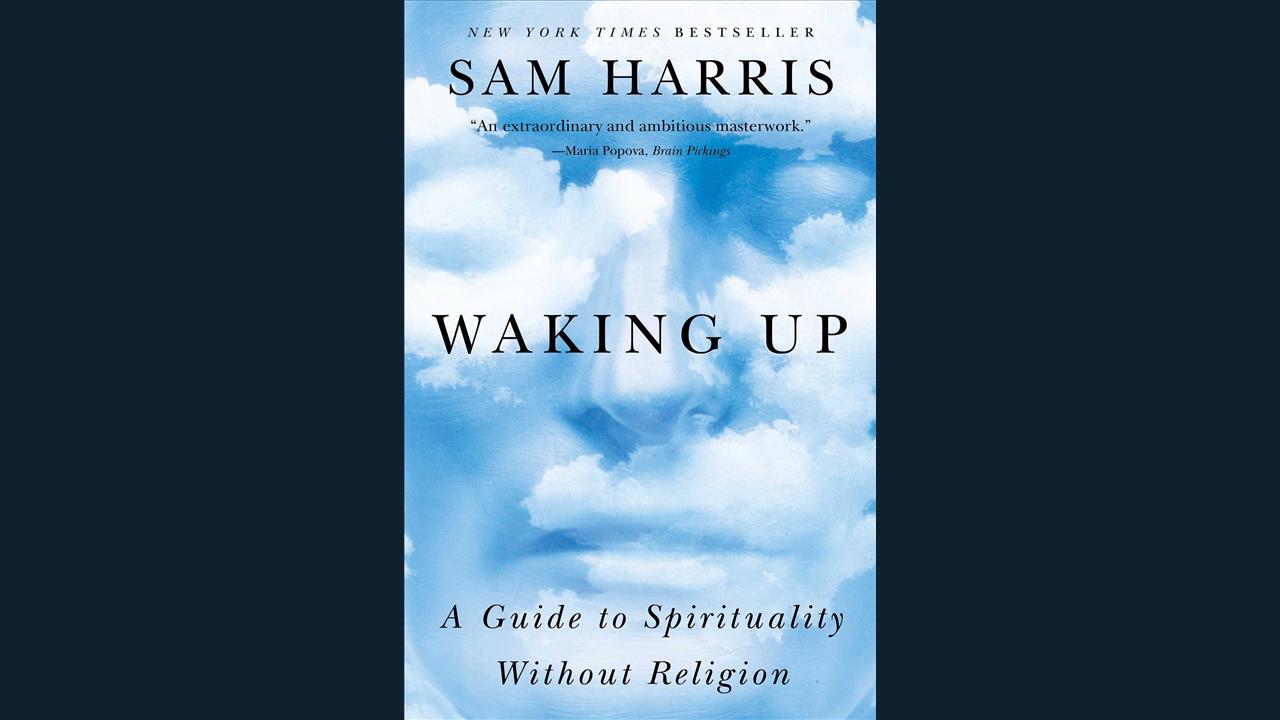 NEW YORK TIMES BESTSELLER
SAM HARRIS
“An extraordinary and ambitious masterwork.”
—Maria Popova, Brain Pickings
WAKING UP
A Guide to Spirituality
Without Religion